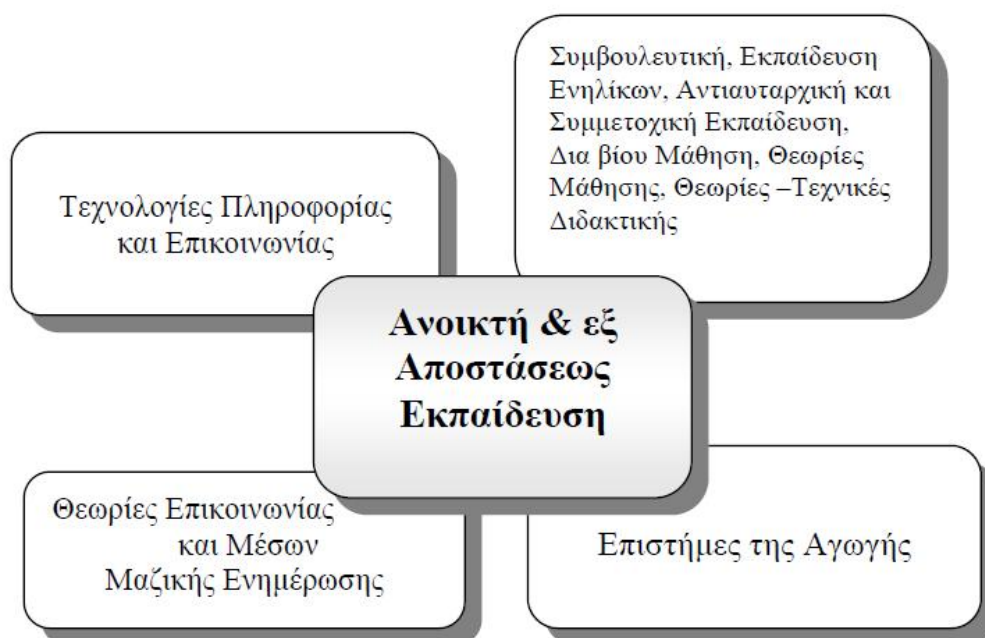 Τεχνολογίες Πληροφορίας
και Επικοινωνίας
Συμβουλευτική, Εκπαίδευση
Ενηλίκων, Αντιαυταρχική και
Συμμετοχική Εκπαίδευση,
Δια βίου Μάθηση, Θεωρίες
Μάθησης, Θεωρίες –Τεχνικές
Διδακτικής
Ανοικτή & εξ
Αποστάσεως
Εκπαίδευση
Θεωρίες Επικοινωνίας
και Μέσων
Μαζικής Ενημέρωσης
Επιστήμες της Αγωγής